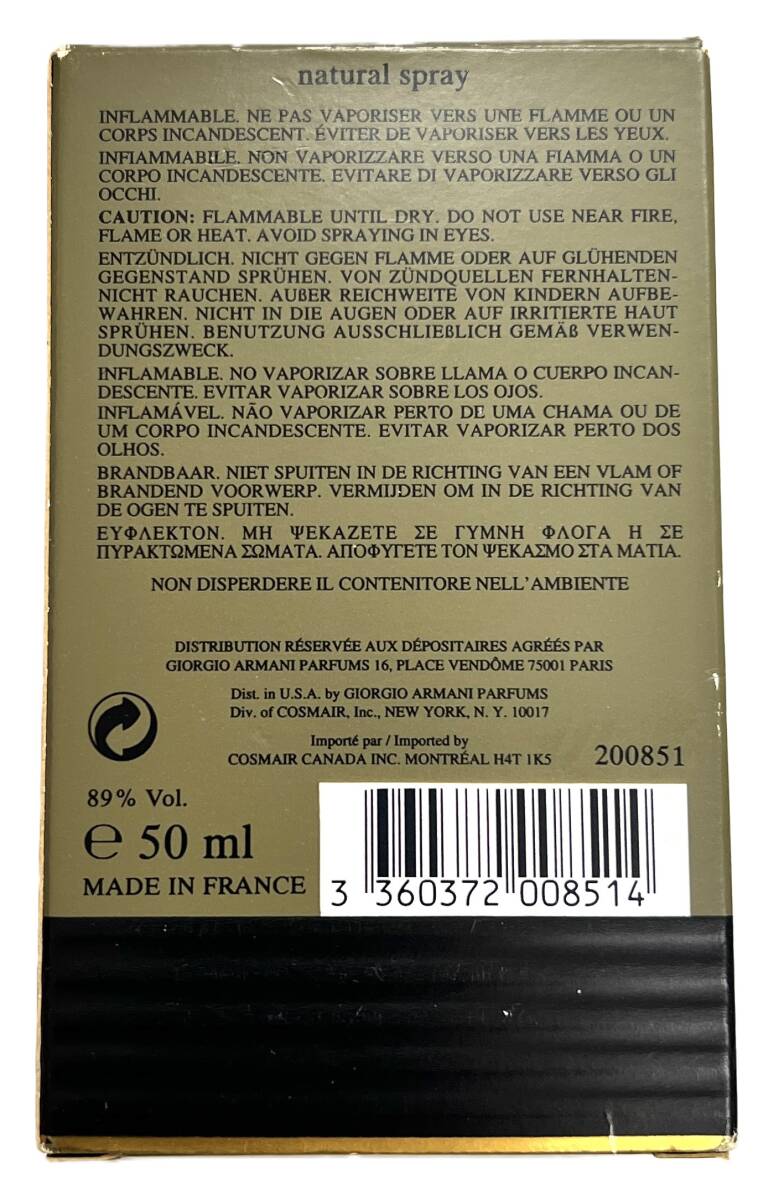 natural spray
INFLAMMABLE. NE PAS VAPORISER VERS UNE FLAMME OU UN
CORPS INCANDESCENT. ÉVITER DE VAPORISER VERS LES YEUX.
INFIAMMABILE. NON VAPORIZZARE VERSO UNA FIAMMA O UN
CORPO INCANDESCENTE. EVITARE DI VAPORIZZARE VERSO GLI
OCCHI.
CAUTION: FLAMMABLE UNTIL DRY. DO NOT USE NEAR FIRE,
FLAME OR HEAT. AVOID SPRAYING IN EYES.
ENTZÜNDLICH. NICHT GEGEN FLAMME ODER AUF GLÜHENDEN
GEGENSTAND SPRÜHEN. VON ZÜNDQUELLEN FERNHALTEN-
NICHT RAUCHEN. AUßER REICHWEITE VON KINDERN AUFBE-
WAHREN. NICHT IN DIE AUGEN ODER AUF IRRITIERTE HAUT
SPRÜHEN. BENUTZUNG AUSSCHLIEßLICH GEMÄß VERWEN-
DUNGSZWECK.
INFLAMABLE. NO VAPORIZAR SOBRE LLAMA O CUERPO INCAN-
DESCENTE. EVITAR VAPORIZAR SOBRE LOS OJOS.
INFLAMÁVEL. NÃO VAPORIZAR PERTO DE UMA CHAMA OU DE
UM CORPO INCANDESCENTE. EVITAR VAPORIZAR PERTO DOS
OLHOS.
BRANDBAAR. NIET SPUITEN IN DE RICHTING VAN EEN VLAM OF
BRANDEND VOORWERP. VERMIJDEN OM IN DE RICHTING VAN
DE OGEN TE SPUITEN.
ΕΥΦΛΕΚΤΟΝ. ΜΗ ΨΕΚΑΖΕΤΕ ΣΕ ΓΥΜΝΗ ΦΛΟΓΑ Η ΣΕ
ΠΥΡΑΚΤΩΜΕΝΑ ΣΩΜΑΤΑ. ΑΠΟΦΥΓΕΤΕ ΤΟΝ ΨΕΚΑΣΜΟ ΣΤΑ ΜΑΤΙΑ.
NON DISPERDERE IL CONTENITORE NELL'AMBIENTE
DISTRIBUTION RÉSERVÉE AUX DÉPOSITAIRES AGRÉÉS PAR
GIORGIO ARMANI PARFUMS 16, PLACE VENDÔME 75001 PARIS
Dist. in U.S.A. by GIORGIO ARMANI PARFUMS
Div. of COSMAIR, Inc., NEW YORK, N. Y. 10017
Importé par / Imported by
COSMAIR CANADA INC. MONTRÉAL H4T 1K5
200851
89% Vol.
℮ 50 ml
MADE IN FRANCE
3 360372 008514